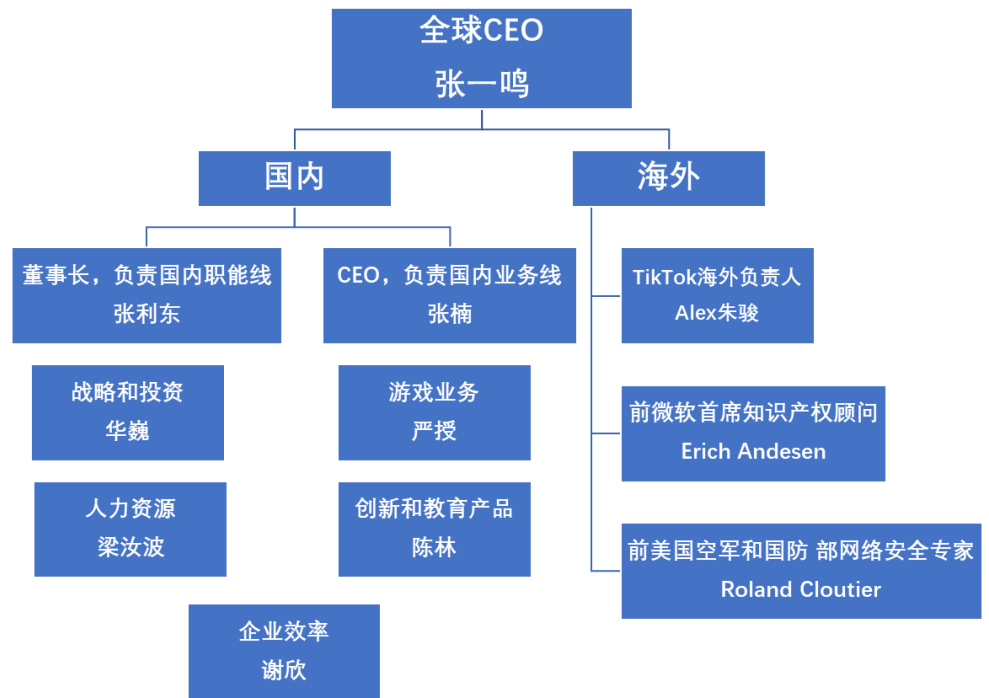 全球CEO
张一鸣
国内
海外
董事长，负责国内职能线
张利东
CEO，负责国内业务线
张楠
TikTok海外负责人
Alex朱骏
战略和投资
华巍
游戏业务
严授
前微软首席知识产权顾问
Erich Andesen
人力资源
梁汝波
创新和教育产品
陈林
前美国空军和国防 部网络安全专家
Roland Cloutier
企业效率
谢欣